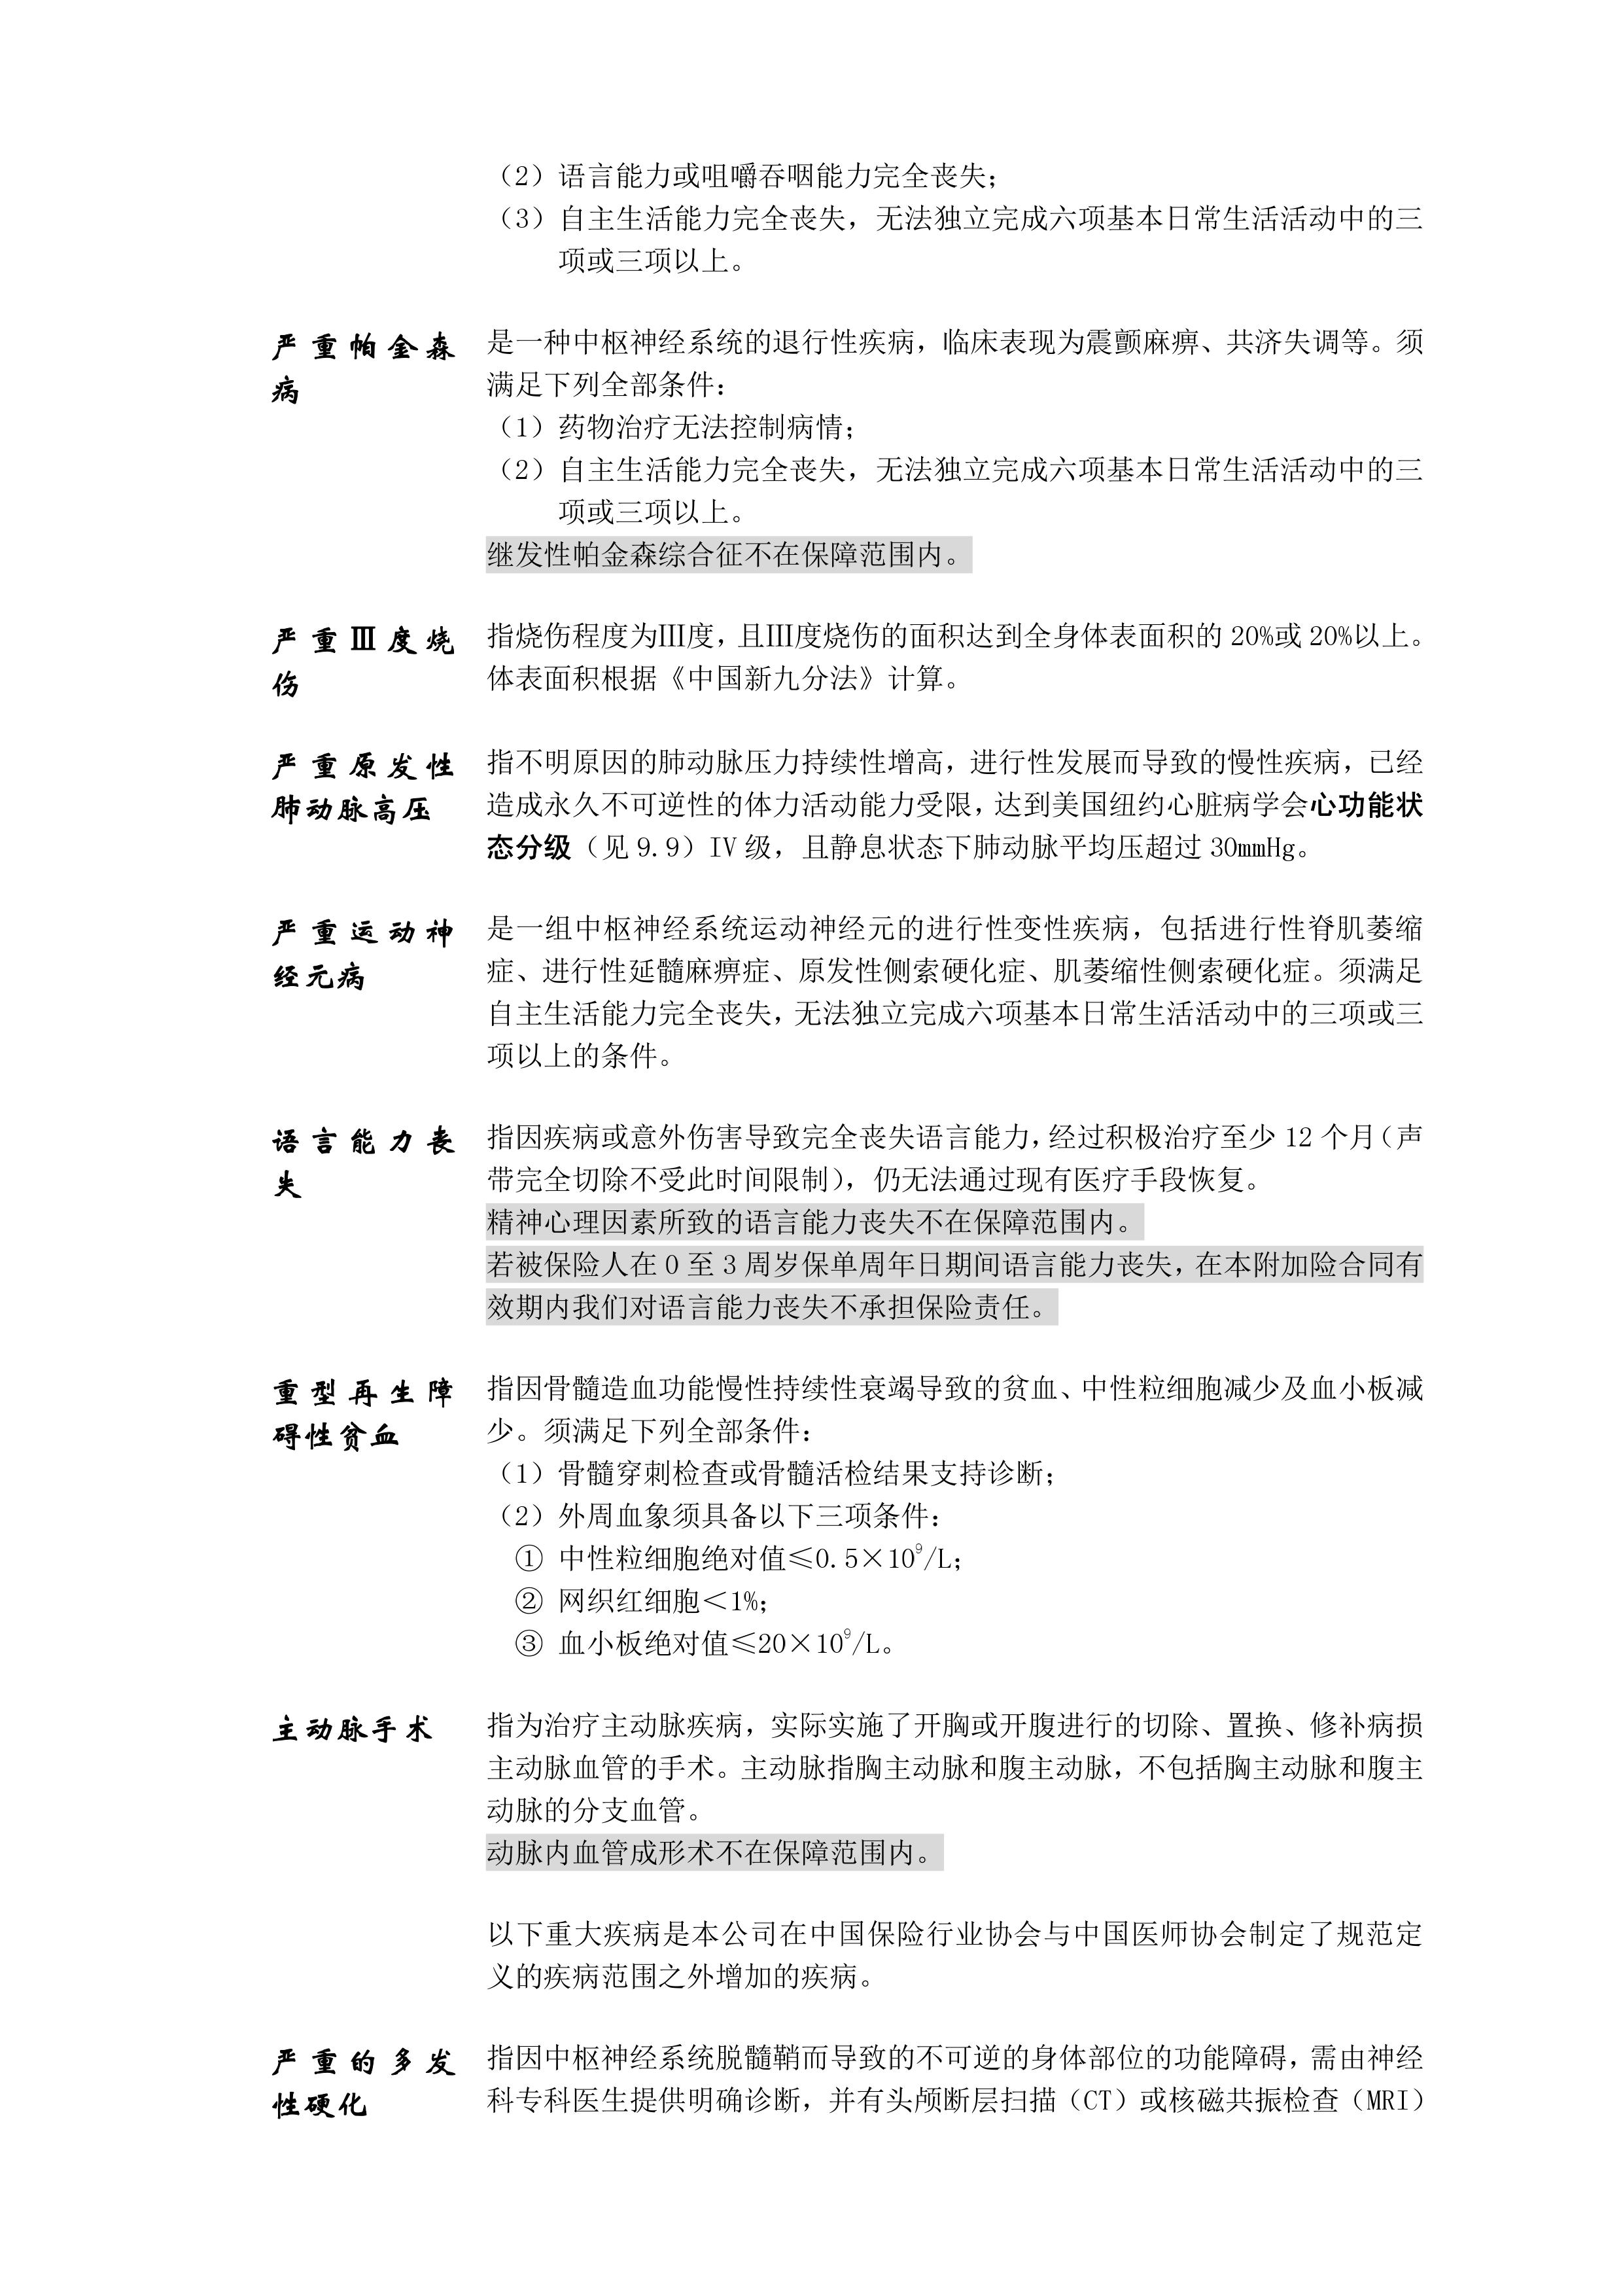 （2）语言能力或咀嚼吞咽能力完全丧失；
（3）自主生活能力完全丧失，无法独立完成六项基本日常生活活动中的三
项或三项以上。
严重帕金森
病
是一种中枢神经系统的退行性疾病，临床表现为震颤麻痹、共济失调等。须
满足下列全部条件：
（1）药物治疗无法控制病情；
（2）自主生活能力完全丧失，无法独立完成六项基本日常生活活动中的三
项或三项以上。
继发性帕金森综合征不在保障范围内。
严重Ⅲ度烧
伤
指烧伤程度为Ⅲ度，且Ⅲ度烧伤的面积达到全身体表面积的 20%或 20%以上。
体表面积根据《中国新九分法》计算。
严重原发性
肺动脉高压
指不明原因的肺动脉压力持续性增高，进行性发展而导致的慢性疾病，已经
造成永久不可逆性的体力活动能力受限，达到美国纽约心脏病学会心功能状
态分级（见 9.9）IV 级，且静息状态下肺动脉平均压超过 30mmHg。
严重运动神
经元病
是一组中枢神经系统运动神经元的进行性变性疾病，包括进行性脊肌萎缩
症、进行性延髓麻痹症、原发性侧索硬化症、肌萎缩性侧索硬化症。须满足
自主生活能力完全丧失，无法独立完成六项基本日常生活活动中的三项或三
项以上的条件。
语言能力丧
失
指因疾病或意外伤害导致完全丧失语言能力，经过积极治疗至少 12 个月（声
带完全切除不受此时间限制），仍无法通过现有医疗手段恢复。
精神心理因素所致的语言能力丧失不在保障范围内。
若被保险人在 0 至 3 周岁保单周年日期间语言能力丧失，在本附加险合同有
效期内我们对语言能力丧失不承担保险责任。
重型再生障
碍性贫血
指因骨髓造血功能慢性持续性衰竭导致的贫血、中性粒细胞减少及血小板减
少。须满足下列全部条件：
（1）骨髓穿刺检查或骨髓活检结果支持诊断；
（2）外周血象须具备以下三项条件：
① 中性粒细胞绝对值≤0.5×10⁹/L；
② 网织红细胞＜1%；
③ 血小板绝对值≤20×10⁹/L。
主动脉手术
指为治疗主动脉疾病，实际实施了开胸或开腹进行的切除、置换、修补病损
主动脉血管的手术。主动脉指胸主动脉和腹主动脉，不包括胸主动脉和腹主
动脉的分支血管。
动脉内血管成形术不在保障范围内。
以下重大疾病是本公司在中国保险行业协会与中国医师协会制定了规范定
义的疾病范围之外增加的疾病。
严重的多发
性硬化
指因中枢神经系统脱髓鞘而导致的不可逆的身体部位的功能障碍，需由神经
科专科医生提供明确诊断，并有头颅断层扫描（CT）或核磁共振检查（MRI）